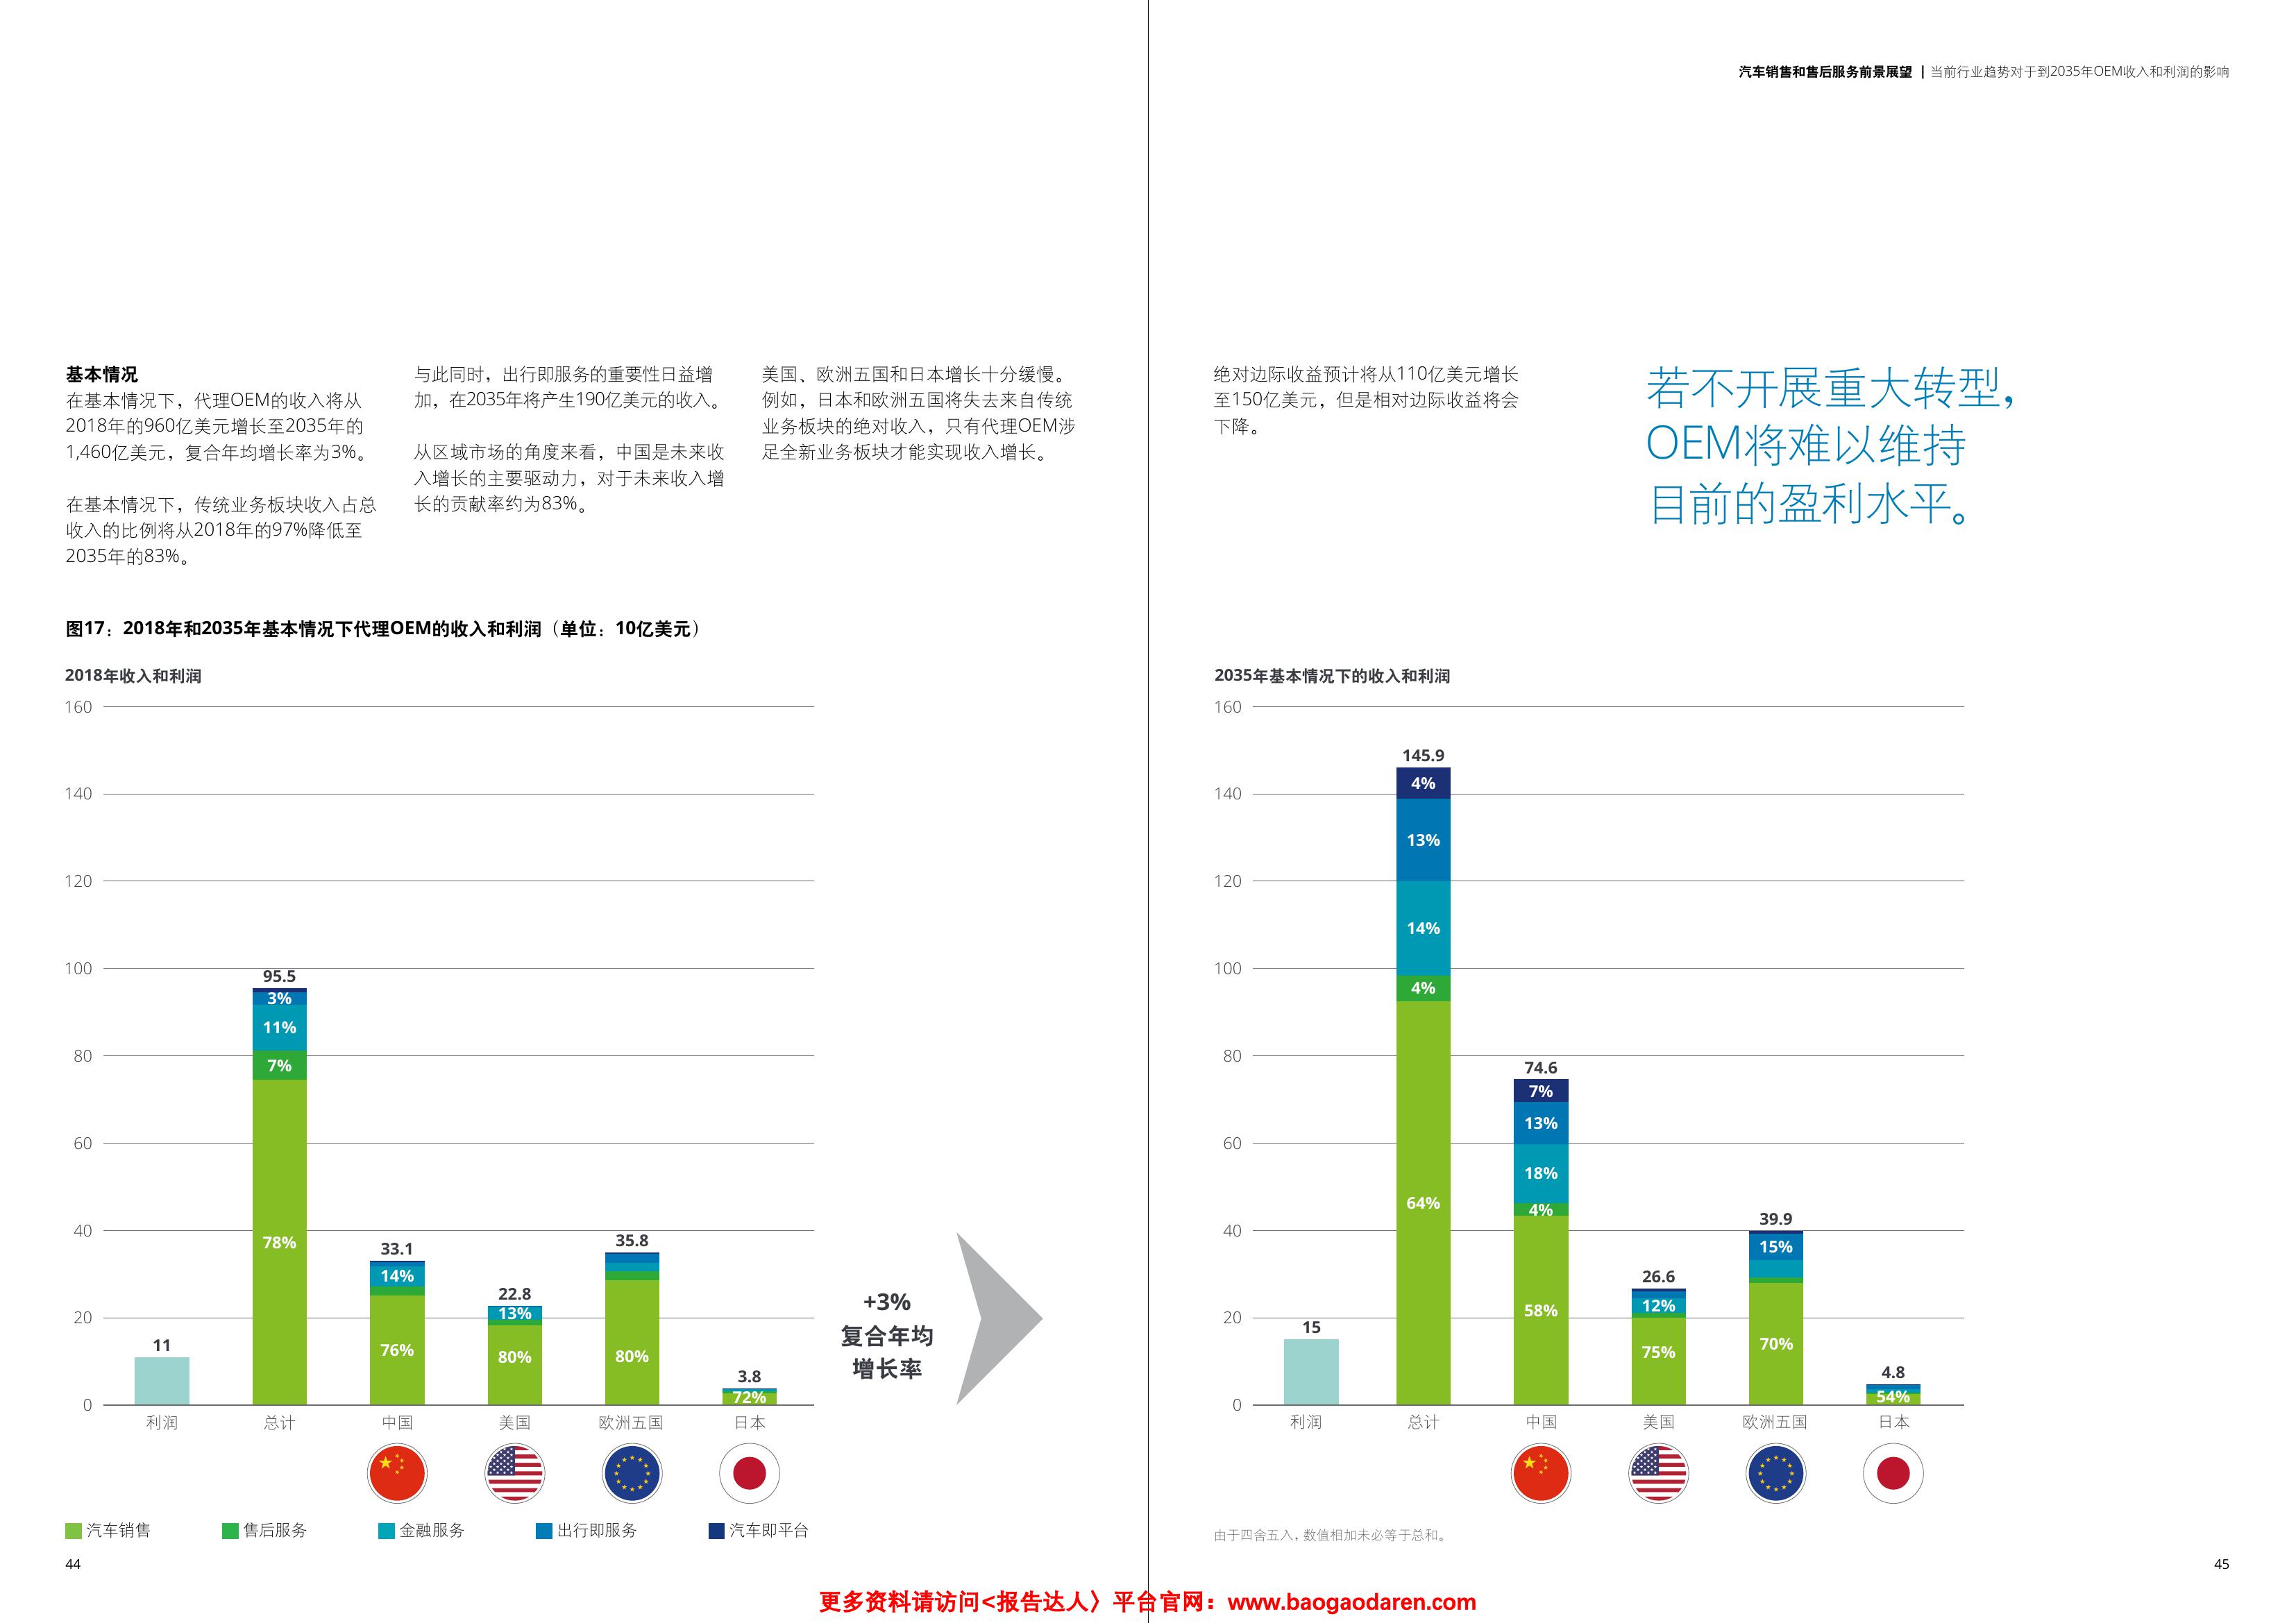 汽车销售和售后服务前景展望 | 当前行业趋势对于到2035年OEM收入和利润的影响
基本情况
在基本情况下，代理OEM的收入将从
2018年的960亿美元增长至2035年的
1,460亿美元，复合年均增长率为3%。
在基本情况下，传统业务板块收入占总
收入的比例将从2018年的97%降低至
2035年的83%。
与此同时，出行即服务的重要性日益增
加，在2035年将产生190亿美元的收入。
从区域市场的角度来看，中国是未来收
入增长的主要驱动力，对于未来收入增
长的贡献率约为83%。
美国、欧洲五国和日本增长十分缓慢。
例如，日本和欧洲五国将失去来自传统
业务板块的绝对收入，只有代理OEM涉
足全新业务板块才能实现收入增长。
绝对边际收益预计将从110亿美元增长
至150亿美元，但是相对边际收益将会
下降。
若不开展重大转型，
OEM将难以维持
目前的盈利水平。
图17：2018年和2035年基本情况下代理OEM的收入和利润（单位：10亿美元）
2018年收入和利润
160
140
120
100
80
60
40
20
0
11
95.5
3%
11%
7%
78%
33.1
14%
76%
22.8
13%
80%
35.8
80%
3.8
72%
利润
总计
中国
美国
欧洲五国
日本
+3%
复合年均
增长率
汽车销售
售后服务
金融服务
出行即服务
汽车即平台
44
2035年基本情况下的收入和利润
160
140
120
100
80
60
40
20
0
15
145.9
4%
13%
14%
4%
64%
74.6
7%
13%
18%
4%
58%
26.6
12%
75%
39.9
15%
70%
4.8
54%
利润
总计
中国
美国
欧洲五国
日本
由于四舍五入，数值相加未必等于总和。
45
更多资料请访问<报告达人〉平台官网：www.baogaodaren.com